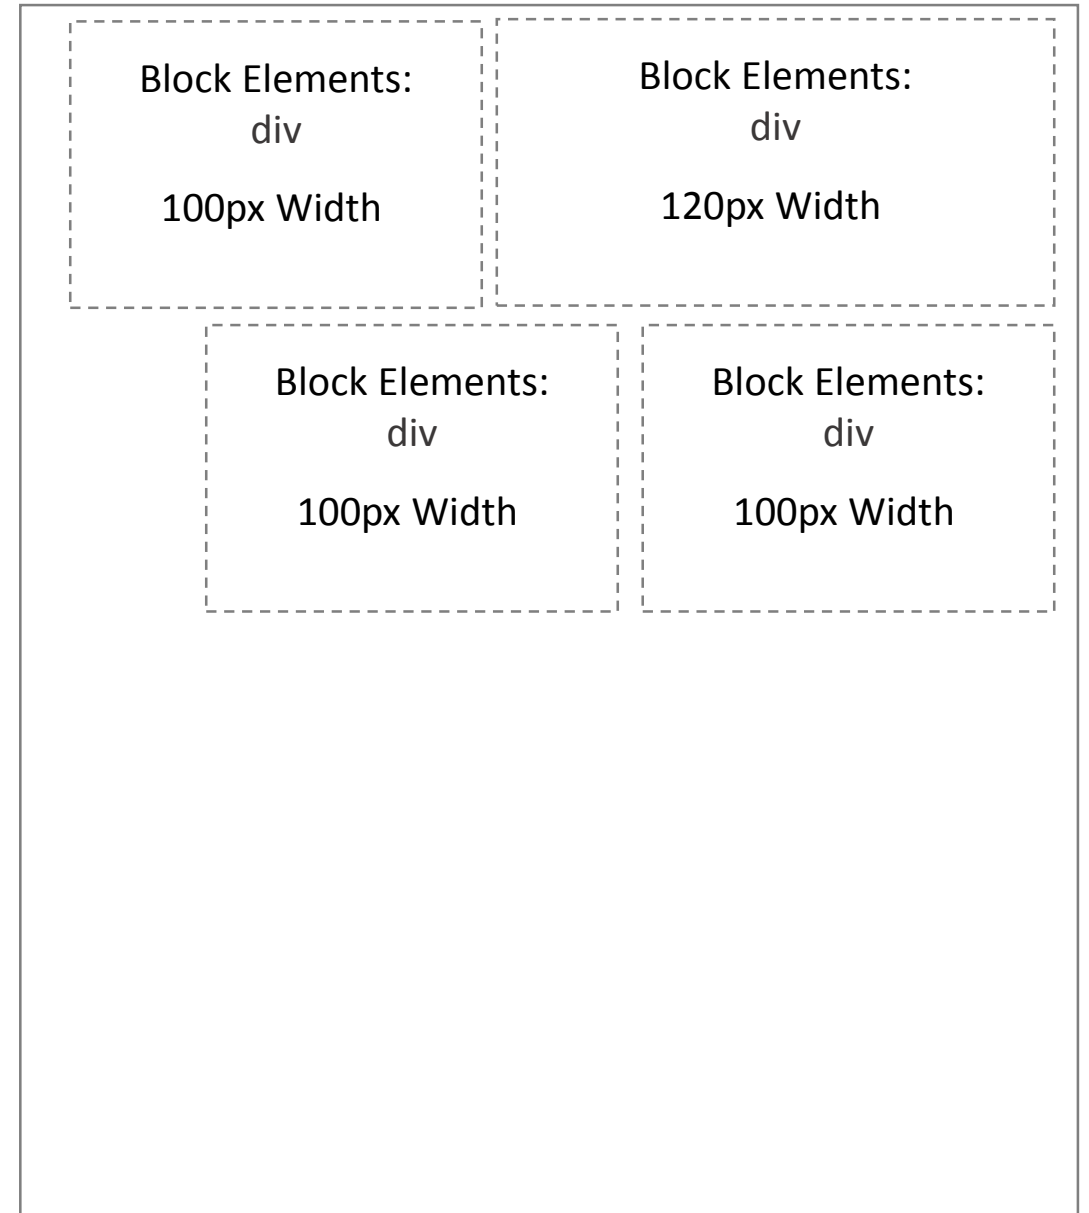 Block Elements:
div
100px Width
Block Elements:
div
120px Width
Block Elements:
div
100px Width
Block Elements:
div
100px Width